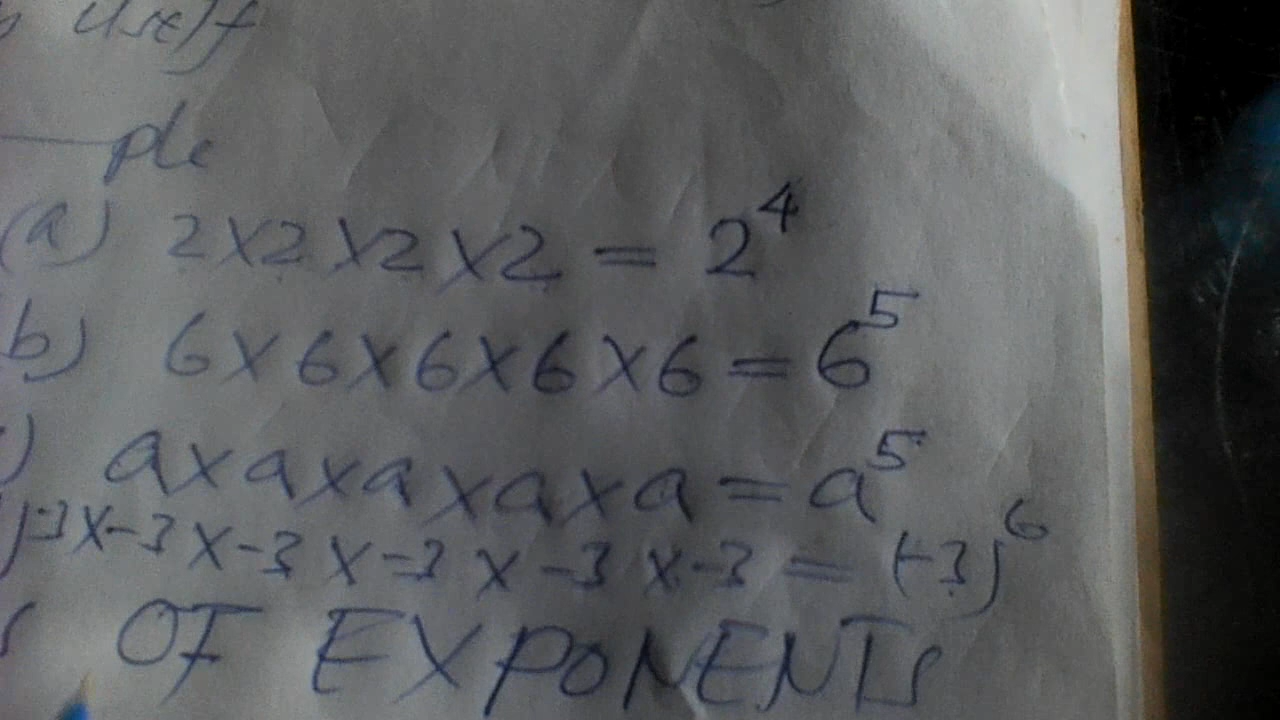 itself
ple
(a) 2x2x2x2 = 2⁴
b) 6x6x6x6x6 = 6⁵
) axaxaxaxa = a⁵
) -3x-3x-3x-3x-3x-3 = (-3)⁶
S OF EXPONENTS